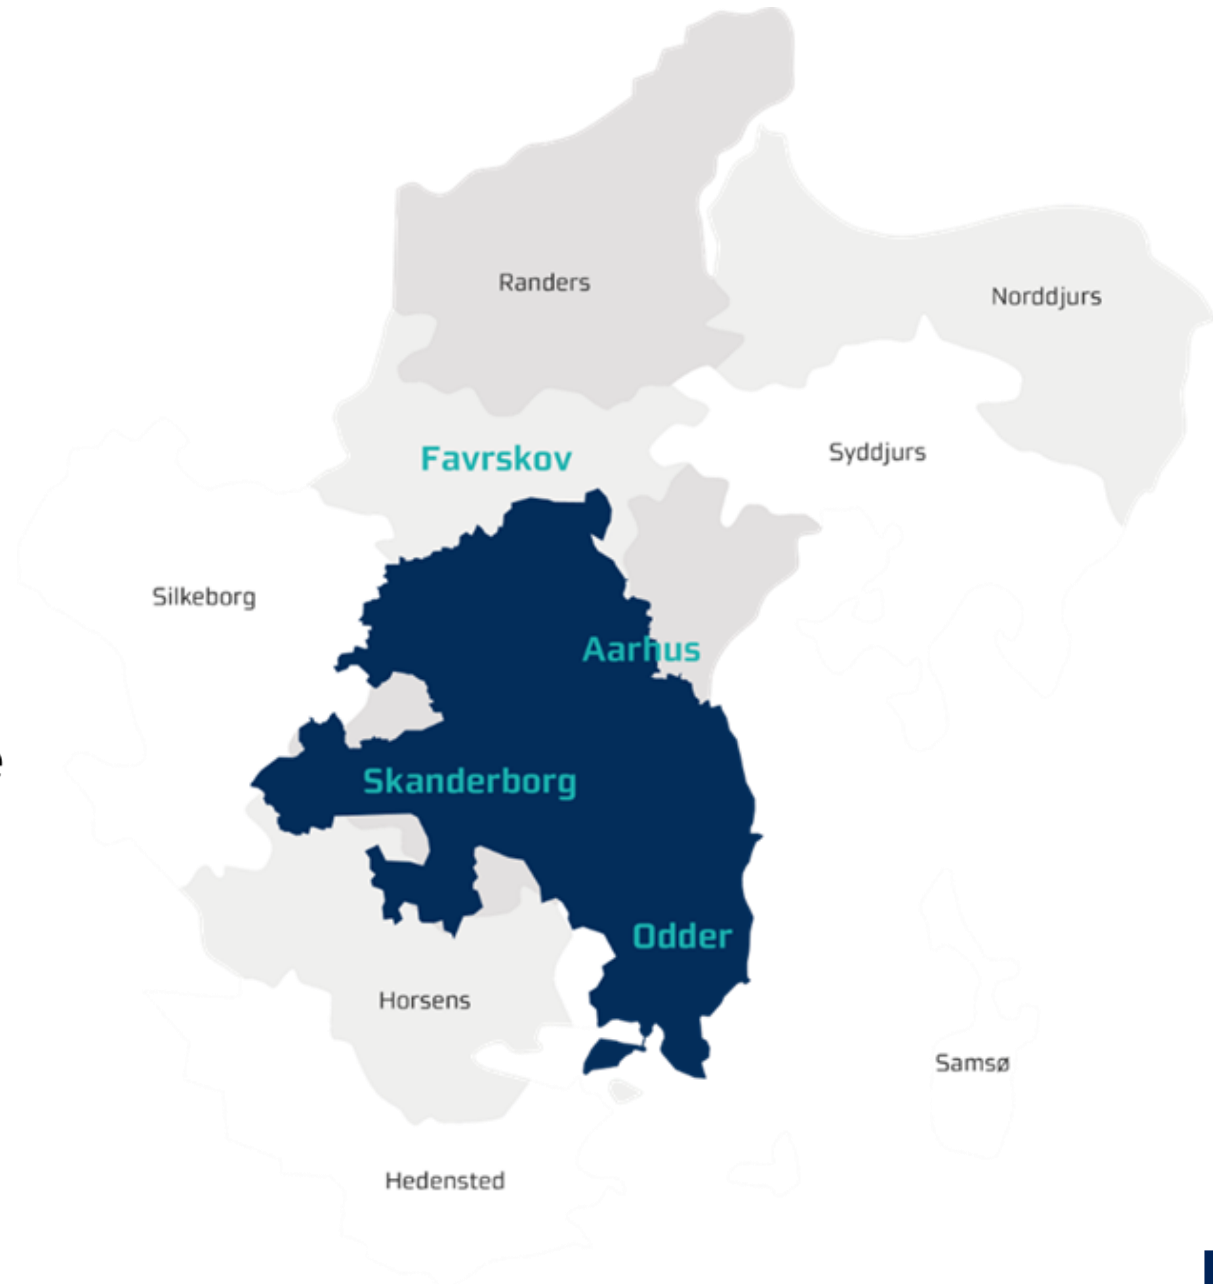 Randers
Norddjurs
Favrskov
Syddjurs
Silkeborg
Aarhus
e
Skanderborg
Odder
Horsens
Samsø
Hedensted